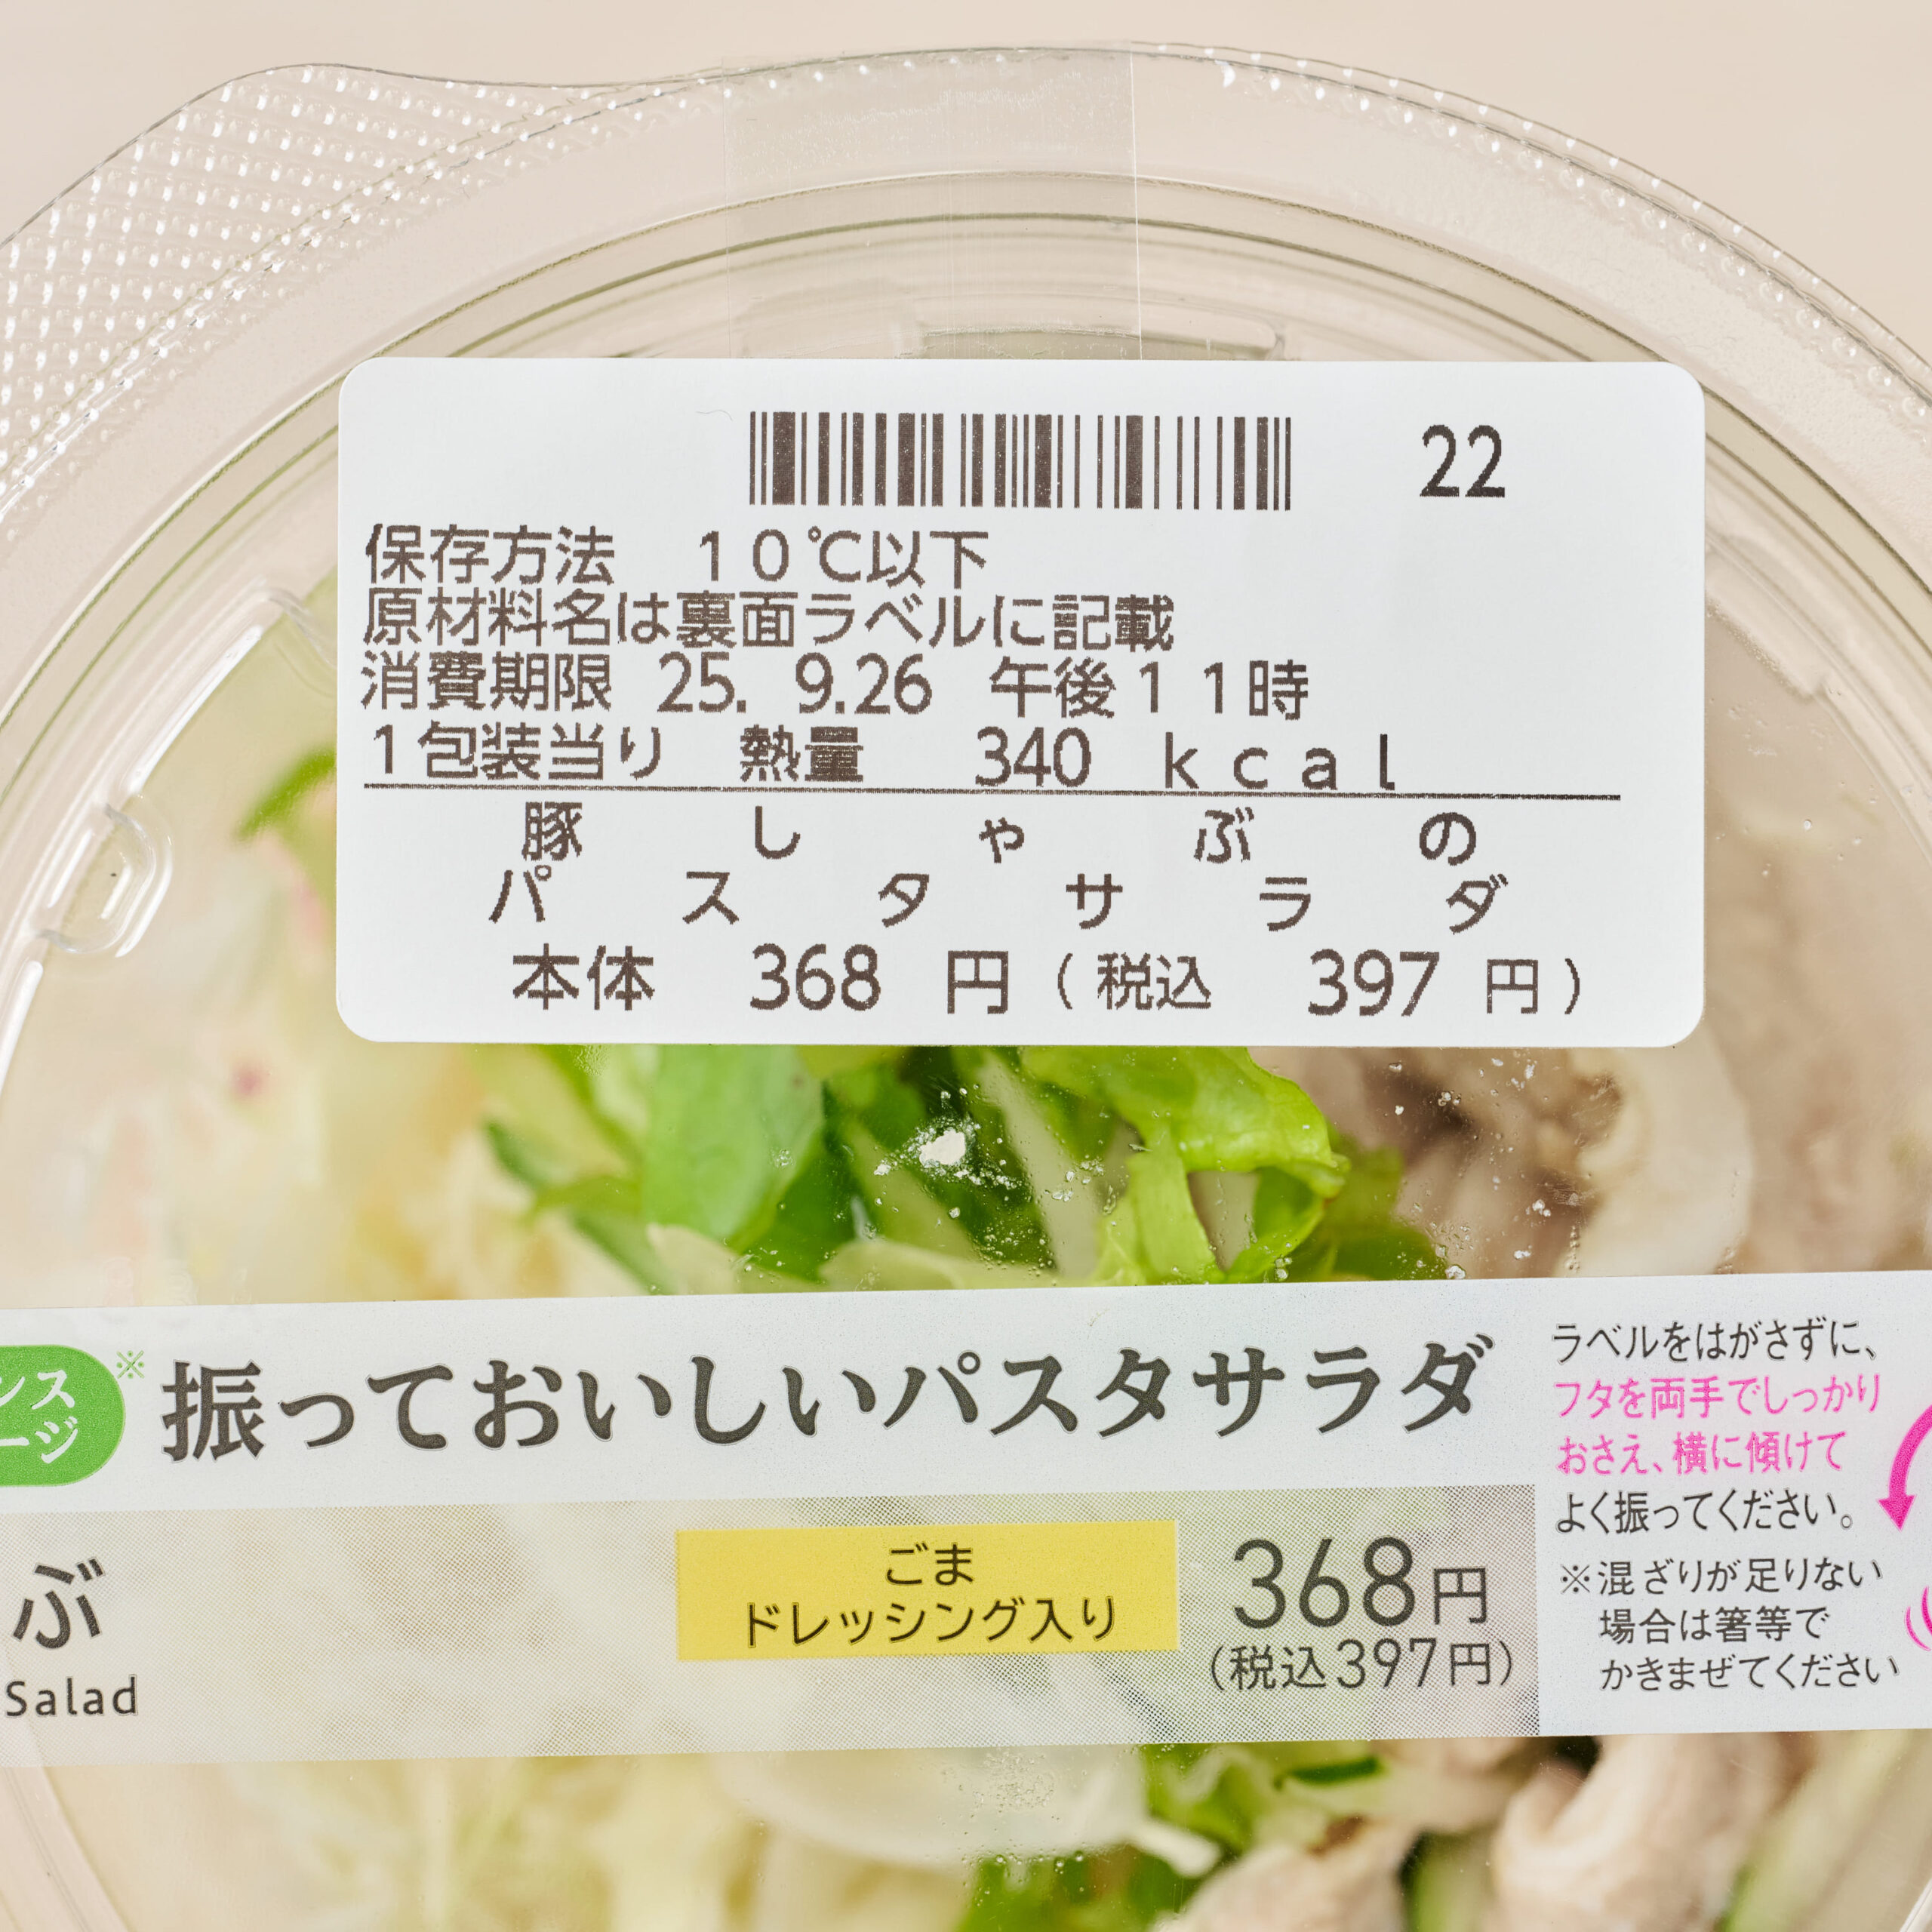 22
保存方法 10℃以下
原材料名は裏面ラベルに記載
消費期限 25. 9.26 午後11時
1包装当り 熱量 340 kcal
豚しゃぶの
パスタサラダ
本体 368 円(税込 397 円)
ンス
ージ
※振っておいしいパスタサラダ
ぶ
Salad
ごま
ドレッシング入り
368円
(税込397円)
ラベルをはがさずに、
フタを両手でしっかり
おさえ、横に傾けて
よく振ってください。
※混ざりが足りない
場合は箸等で
かきまぜてください